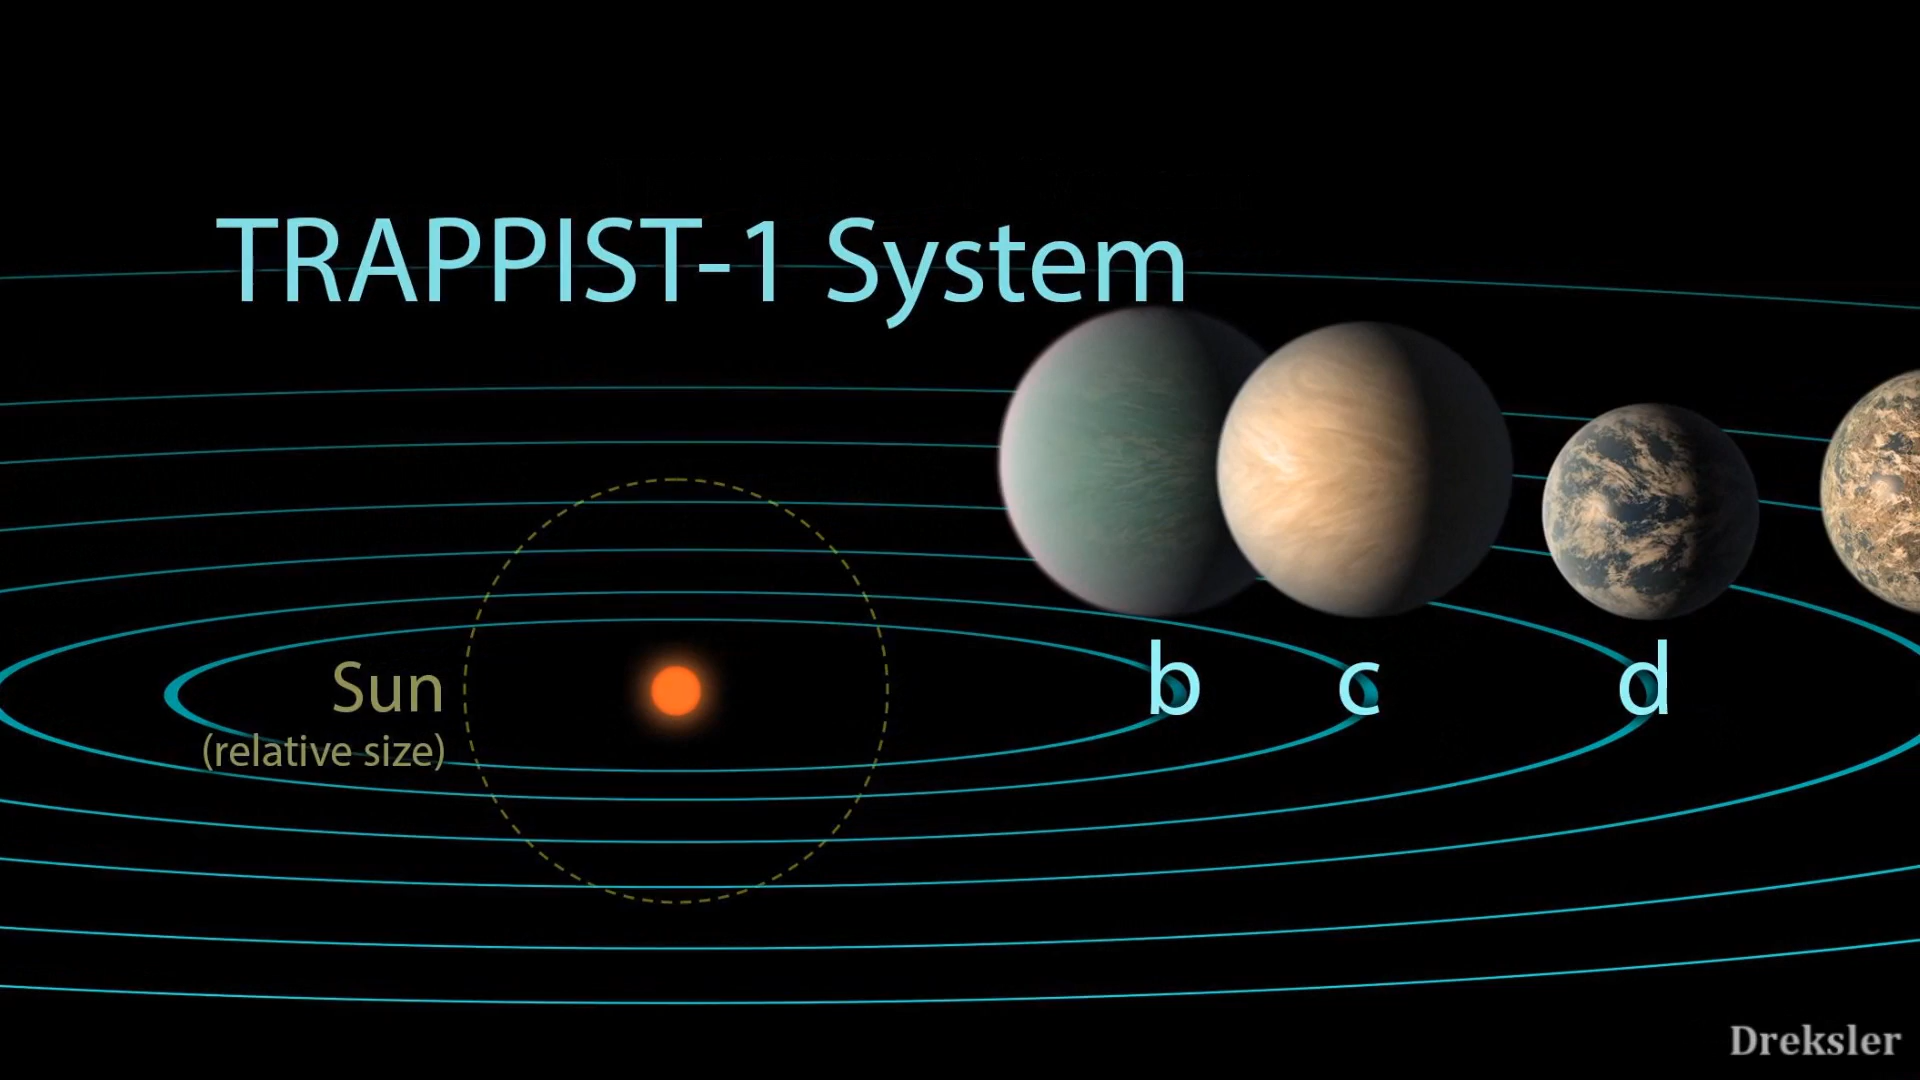 TRAPPIST-1 System
b
c
d
Sun
(relative size)
Dreksler